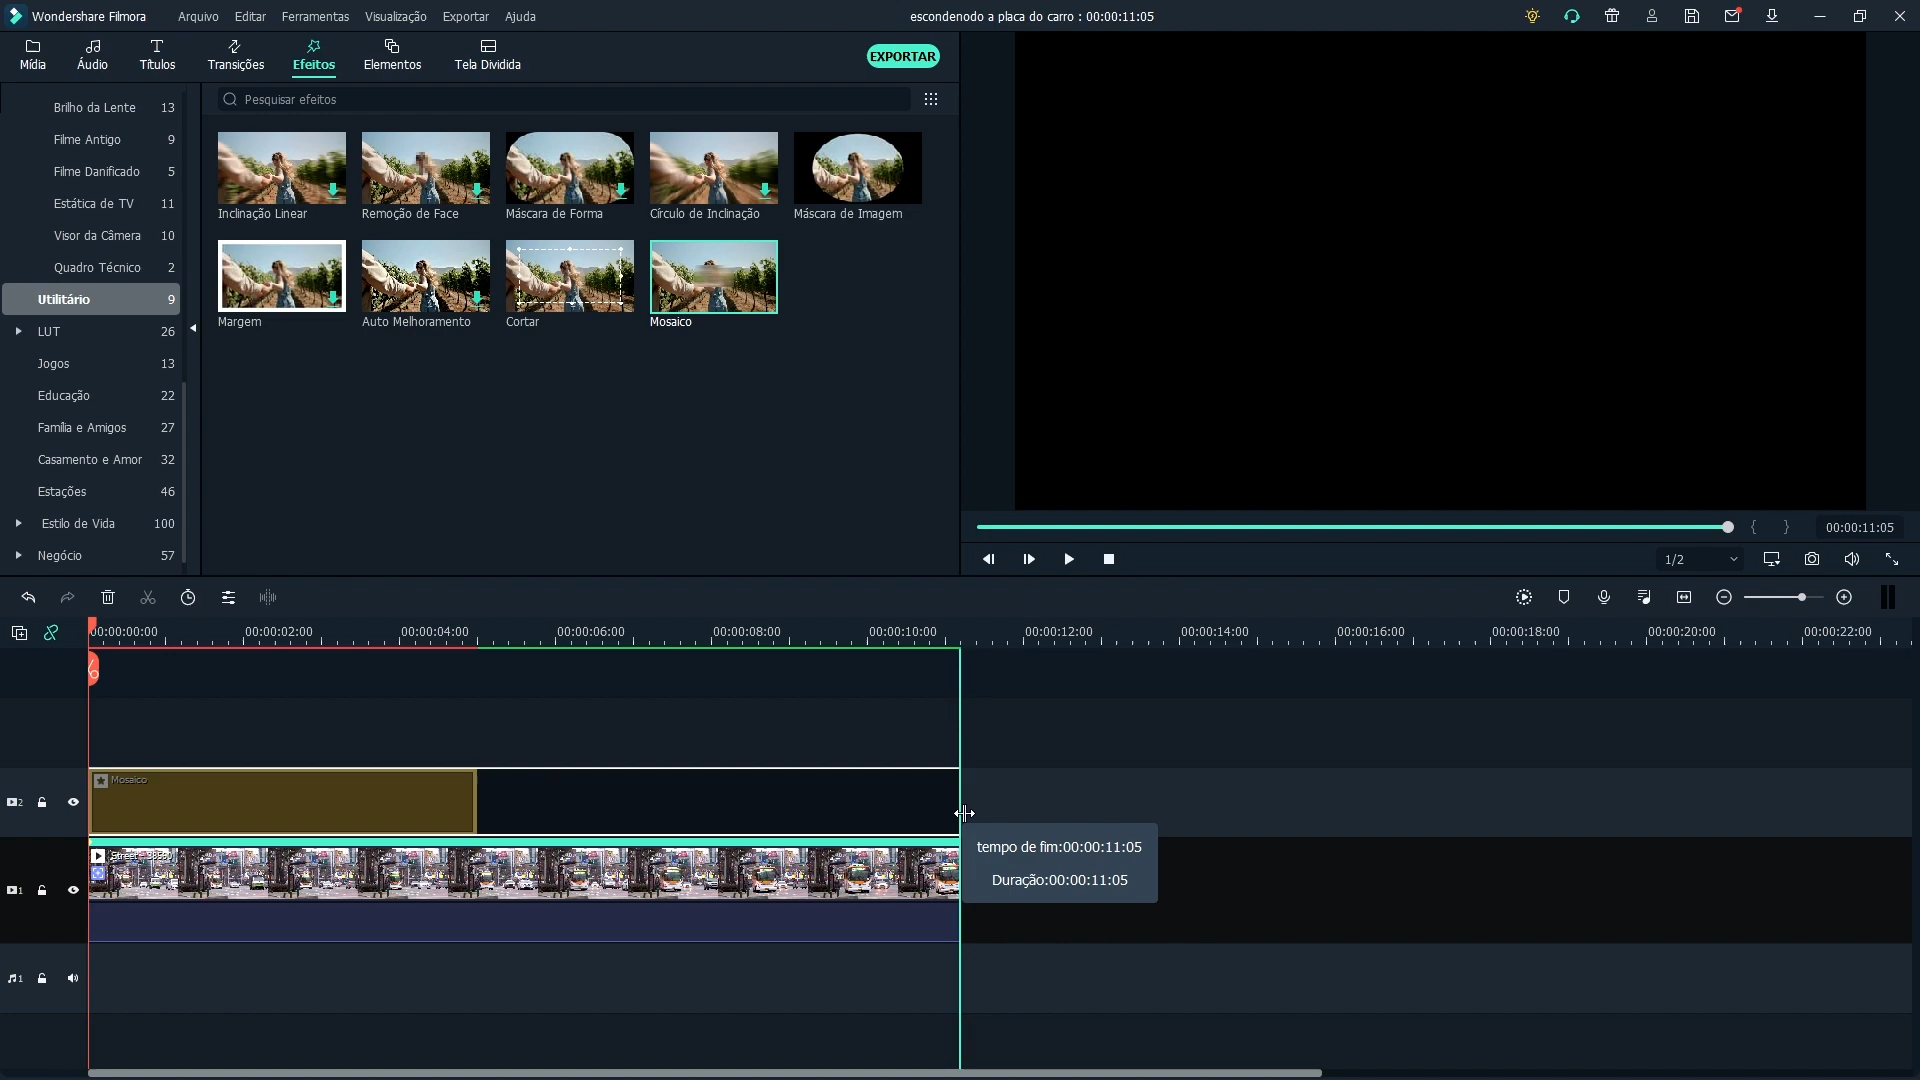 Wondershare Filmora
Arquivo Editar Ferramentas Visualização Exportar Ajuda
escondenodo a placa do carro : 00:00:11:05
Mídia Áudio Títulos Transições Efeitos Elementos Tela Dividida
EXPORTAR
Pesquisar efeitos
Brilho da Lente 13
Filme Antigo 9
Filme Danificado 5
Estática de TV 11
Visor da Câmera 10
Quadro Técnico 2
Utilitário 9
LUT 26
Jogos 13
Educação 22
Família e Amigos 27
Casamento e Amor 32
Estações 46
Estilo de Vida 100
Negócio 57
Inclinação Linear
Remoção de Face
Máscara de Forma
Círculo de Inclinação
Máscara de Imagem
Margem
Auto Melhoramento
Cortar
Mosaico
00:00:11:05
1/2
00:00:00:00 00:00:02:00 00:00:04:00 00:00:06:00 00:00:08:00 00:00:10:00 00:00:12:00 00:00:14:00 00:00:16:00 00:00:18:00 00:00:20:00 00:00:22:00
Mosaico
2
tempo de fim:00:00:11:05
Duração:00:00:11:05
1
1